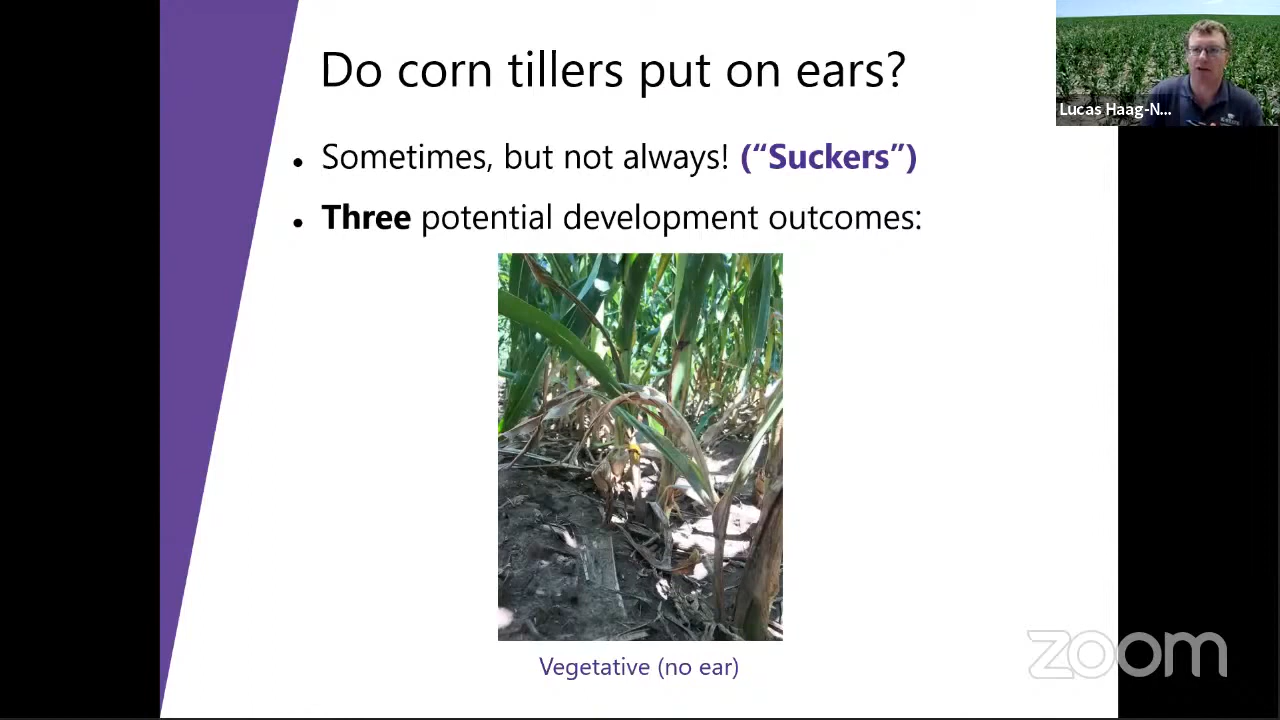 Do corn tillers put on ears?
Lucas Haag-N...
• Sometimes, but not always! (“Suckers”)
• Three potential development outcomes:
Vegetative (no ear)
zoom